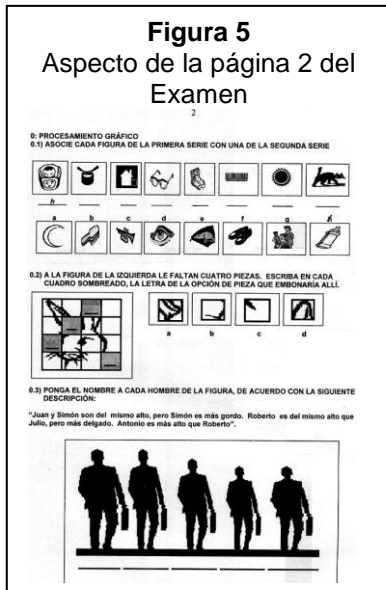 Figura 5
Aspecto de la página 2 del
Examen
2
0: PROCESAMIENTO GRÁFICO
0.1) ASOCIE CADA FIGURA DE LA PRIMERA SERIE CON UNA DE LA SEGUNDA SERIE
h
a b c d e f g h
0.2) A LA FIGURA DE LA IZQUIERDA LE FALTAN CUATRO PIEZAS. ESCRIBA EN CADA
CUADRO SOMBREADO, LA LETRA DE LA OPCIÓN DE PIEZA QUE EMBONARÍA ALLÍ.
a b c d
0.3) PONGA EL NOMBRE A CADA HOMBRE DE LA FIGURA, DE ACUERDO CON LA SIGUIENTE
DESCRIPCIÓN:
"Juan y Simón son del mismo alto, pero Simón es más gordo. Roberto es del mismo alto que
Julio, pero más delgado. Antonio es más alto que Roberto".